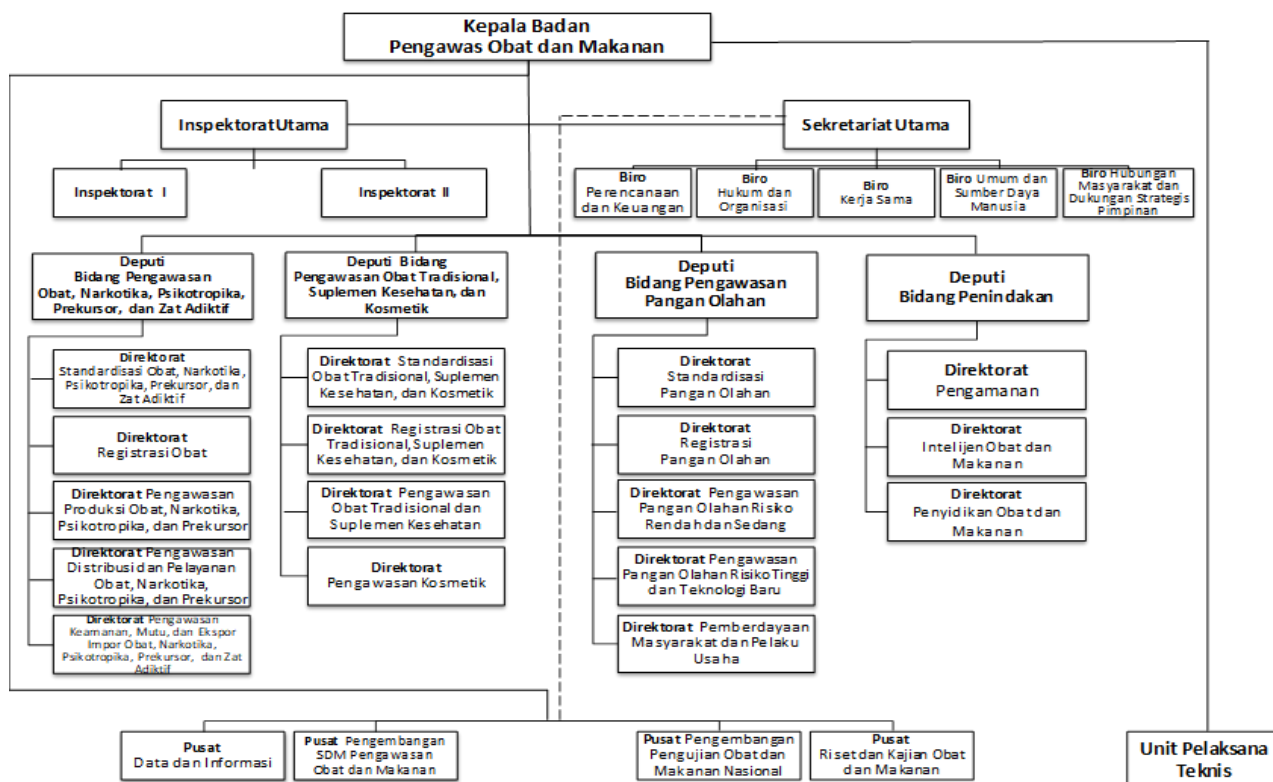 Kepala Badan
Pengawas Obat dan Makanan
Inspektorat Utama
Sekretariat Utama
Inspektorat I
Inspektorat II
Biro
Perencanaan
dan Keuangan
Biro
Hukum dan
Organisasi
Biro
Kerja Sama
Biro Umum dan
Sumber Daya
Manusia
Biro Hubungan
Masyarakat dan
Dukungan Strategis
Pimpinan
Deputi
Bidang Pengawasan
Obat, Narkotika, Psikotropika,
Prekursor, dan Zat Adiktif
Deputi Bidang
Pengawasan Obat Tradisional,
Suplemen Kesehatan, dan
Kosmetik
Deputi
Bidang Pengawasan
Pangan Olahan
Deputi
Bidang Penindakan
Direktorat
Standardisasi Obat, Narkotika,
Psikotropika, Prekursor, dan
Zat Adiktif
Direktorat
Registrasi Obat
Direktorat Pengawasan
Produksi Obat, Narkotika,
Psikotropika, dan Prekursor
Direktorat Pengawasan
Distribusi dan Pelayanan
Obat, Narkotika,
Psikotropika, dan Prekursor
Direktorat Pengawasan
Keamanan, Mutu, dan Ekspor
Impor Obat, Narkotika,
Psikotropika, Prekursor, dan Zat
Adiktif
Direktorat Standardisasi
Obat Tradisional, Suplemen
Kesehatan, dan Kosmetik
Direktorat Registrasi Obat
Tradisional, Suplemen
Kesehatan, dan Kosmetik
Direktorat Pengawasan
Obat Tradisional dan
Suplemen Kesehatan
Direktorat
Pengawasan Kosmetik
Direktorat
Standardisasi
Pangan Olahan
Direktorat
Registrasi
Pangan Olahan
Direktorat Pengawasan
Pangan Olahan Risiko
Rendah dan Sedang
Direktorat Pengawasan
Pangan Olahan Risiko Tinggi
dan Teknologi Baru
Direktorat Pemberdayaan
Masyarakat dan Pelaku
Usaha
Direktorat
Pengamanan
Direktorat
Intelijen Obat dan
Makanan
Direktorat
Penyidikan Obat dan
Makanan
Pusat
Data dan Informasi
Pusat Pengembangan
SDM Pengawasan
Obat dan Makanan
Pusat Pengembangan
Pengujian Obat dan
Makanan Nasional
Pusat
Riset dan Kajian Obat
dan Makanan
Unit Pelaksana
Teknis